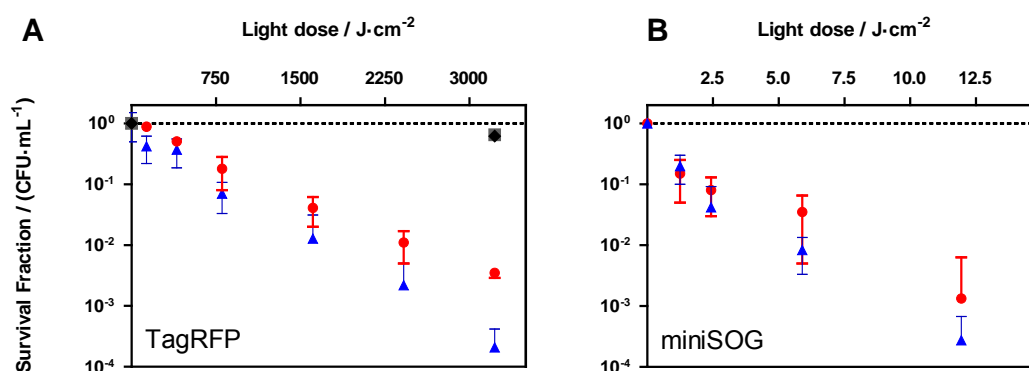 A
Light dose / J·cm⁻²
750 1500 2250 3000
Survival Fraction / (CFU·mL⁻¹)
10⁰
10⁻¹
10⁻²
10⁻³
10⁻⁴
TagRFP
B
Light dose / J·cm⁻²
2.5 5.0 7.5 10.0 12.5
10⁰
10⁻¹
10⁻²
10⁻³
10⁻⁴
miniSOG